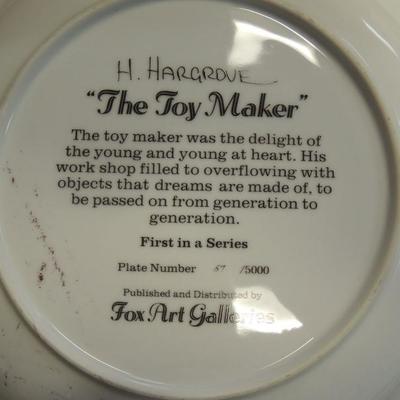 H. HARGROVE
"The Toy Maker"
The toy maker was the delight of
the young and young at heart. His
work shop filled to overflowing with
objects that dreams are made of, to
be passed on from generation to
generation.
First in a Series
Plate Number 57 /5000
Published and Distributed by
Fox Art Galleries